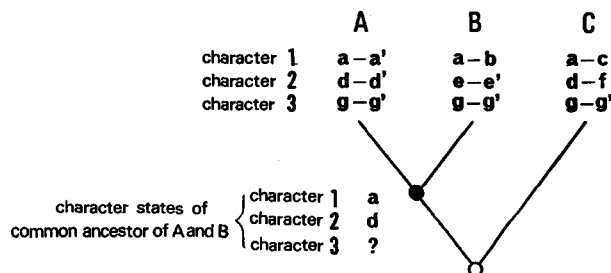 A B C
character 1 a–a' a–b a–c
character 2 d–d' e–e' d–f
character 3 g–g' g–g' g–g'
character 1 a
character states of
character 2 d
common ancestor of A and B
character 3 ?